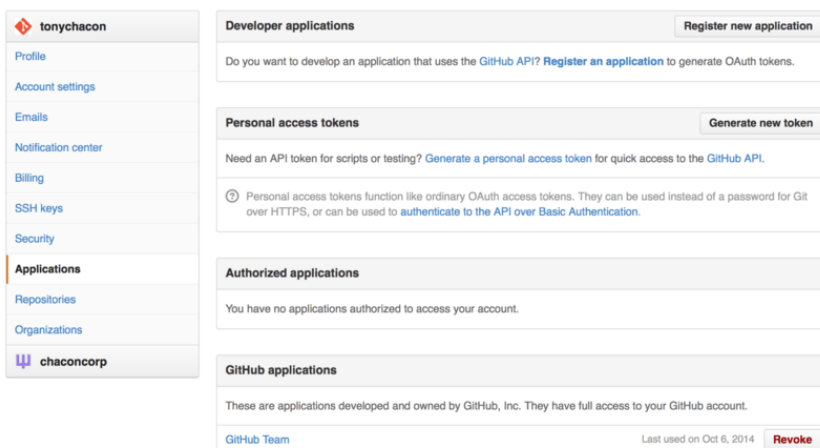 tonychacon
Profile
Account settings
Emails
Notification center
Billing
SSH keys
Security
Applications
Repositories
Organizations
chaconcorp
Developer applications
Register new application
Do you want to develop an application that uses the GitHub API? Register an application to generate OAuth tokens.
Personal access tokens
Generate new token
Need an API token for scripts or testing? Generate a personal access token for quick access to the GitHub API.
Personal access tokens function like ordinary OAuth access tokens. They can be used instead of a password for Git
over HTTPS, or can be used to authenticate to the API over Basic Authentication.
Authorized applications
You have no applications authorized to access your account.
GitHub applications
These are applications developed and owned by GitHub, Inc. They have full access to your GitHub account.
GitHub Team
Last used on Oct 6, 2014
Revoke